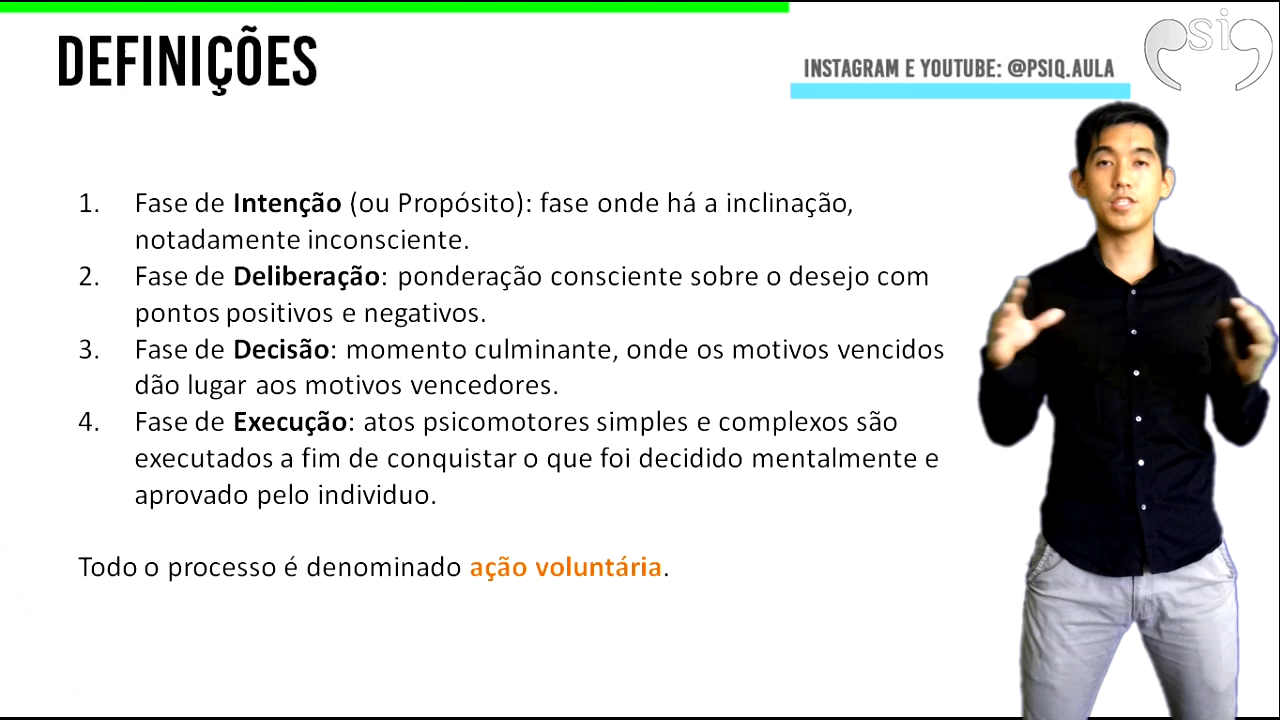 DEFINIÇÕES
INSTAGRAM E YOUTUBE: @PSIQ.AULA
psiq
1. Fase de Intenção (ou Propósito): fase onde há a inclinação,
notadamente inconsciente.
2. Fase de Deliberação: ponderação consciente sobre o desejo com
pontos positivos e negativos.
3. Fase de Decisão: momento culminante, onde os motivos vencidos
dão lugar aos motivos vencedores.
4. Fase de Execução: atos psicomotores simples e complexos são
executados a fim de conquistar o que foi decidido mentalmente e
aprovado pelo individuo.
Todo o processo é denominado ação voluntária.